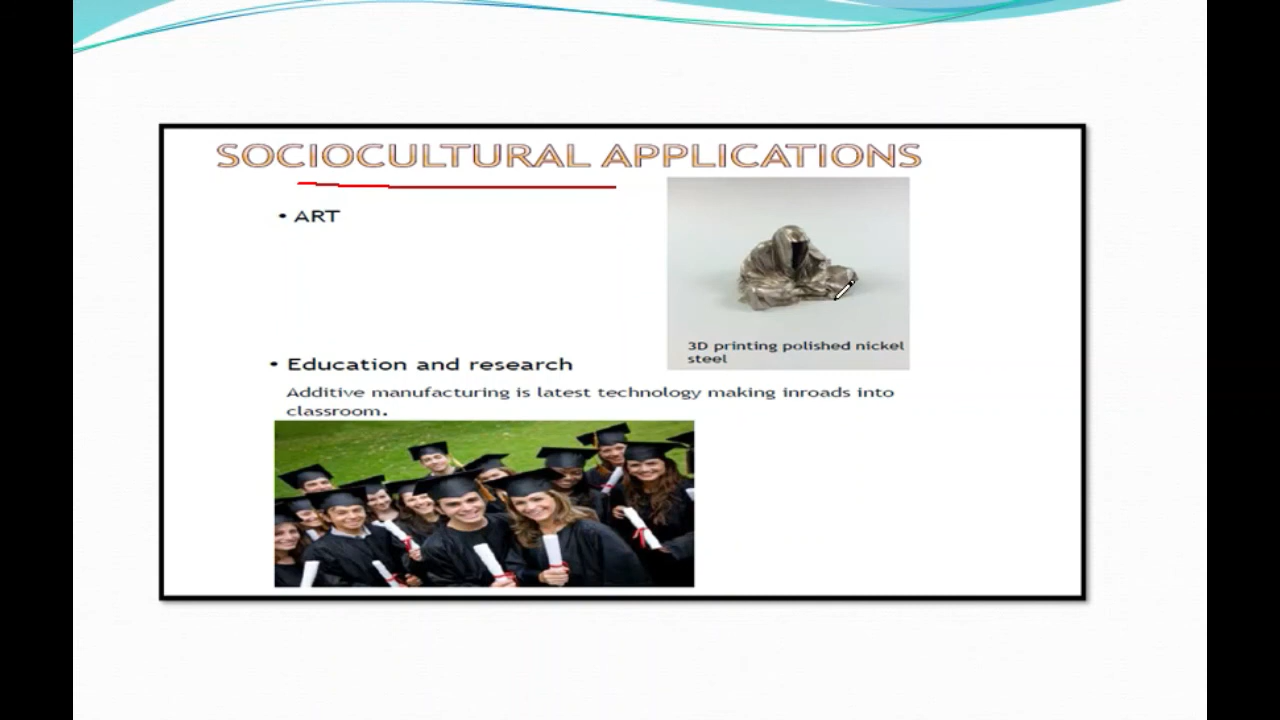 SOCIOCULTURAL APPLICATIONS
• ART
3D printing polished nickel
steel
• Education and research
Additive manufacturing is latest technology making inroads into
classroom.